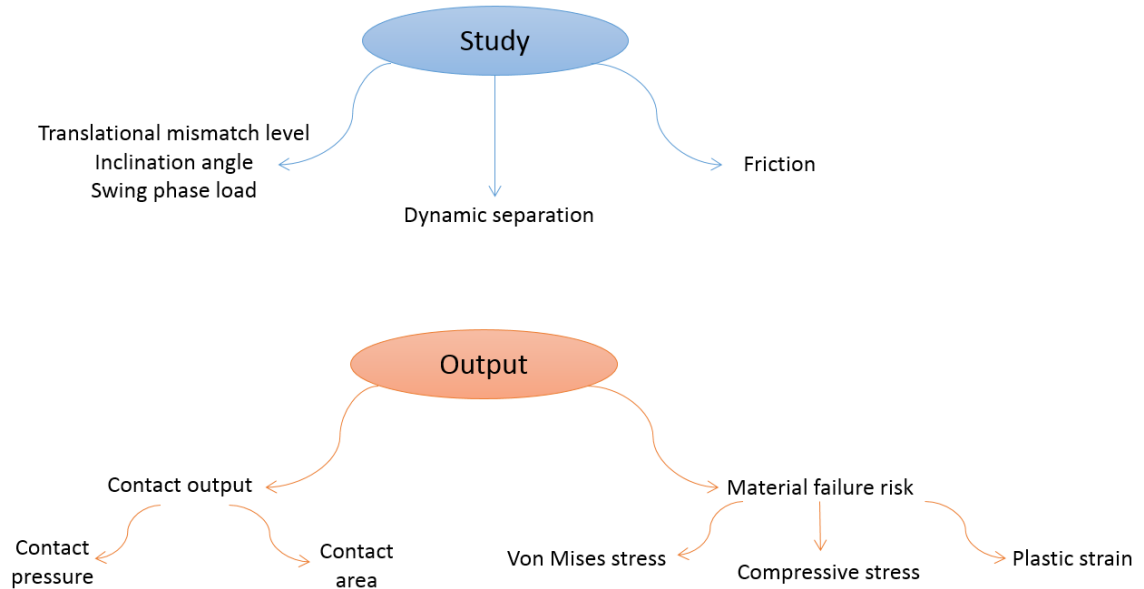 Study
Translational mismatch level
Inclination angle
Swing phase load
Dynamic separation
Friction
Output
Contact output
Contact
pressure
Contact
area
Material failure risk
Von Mises stress
Compressive stress
Plastic strain